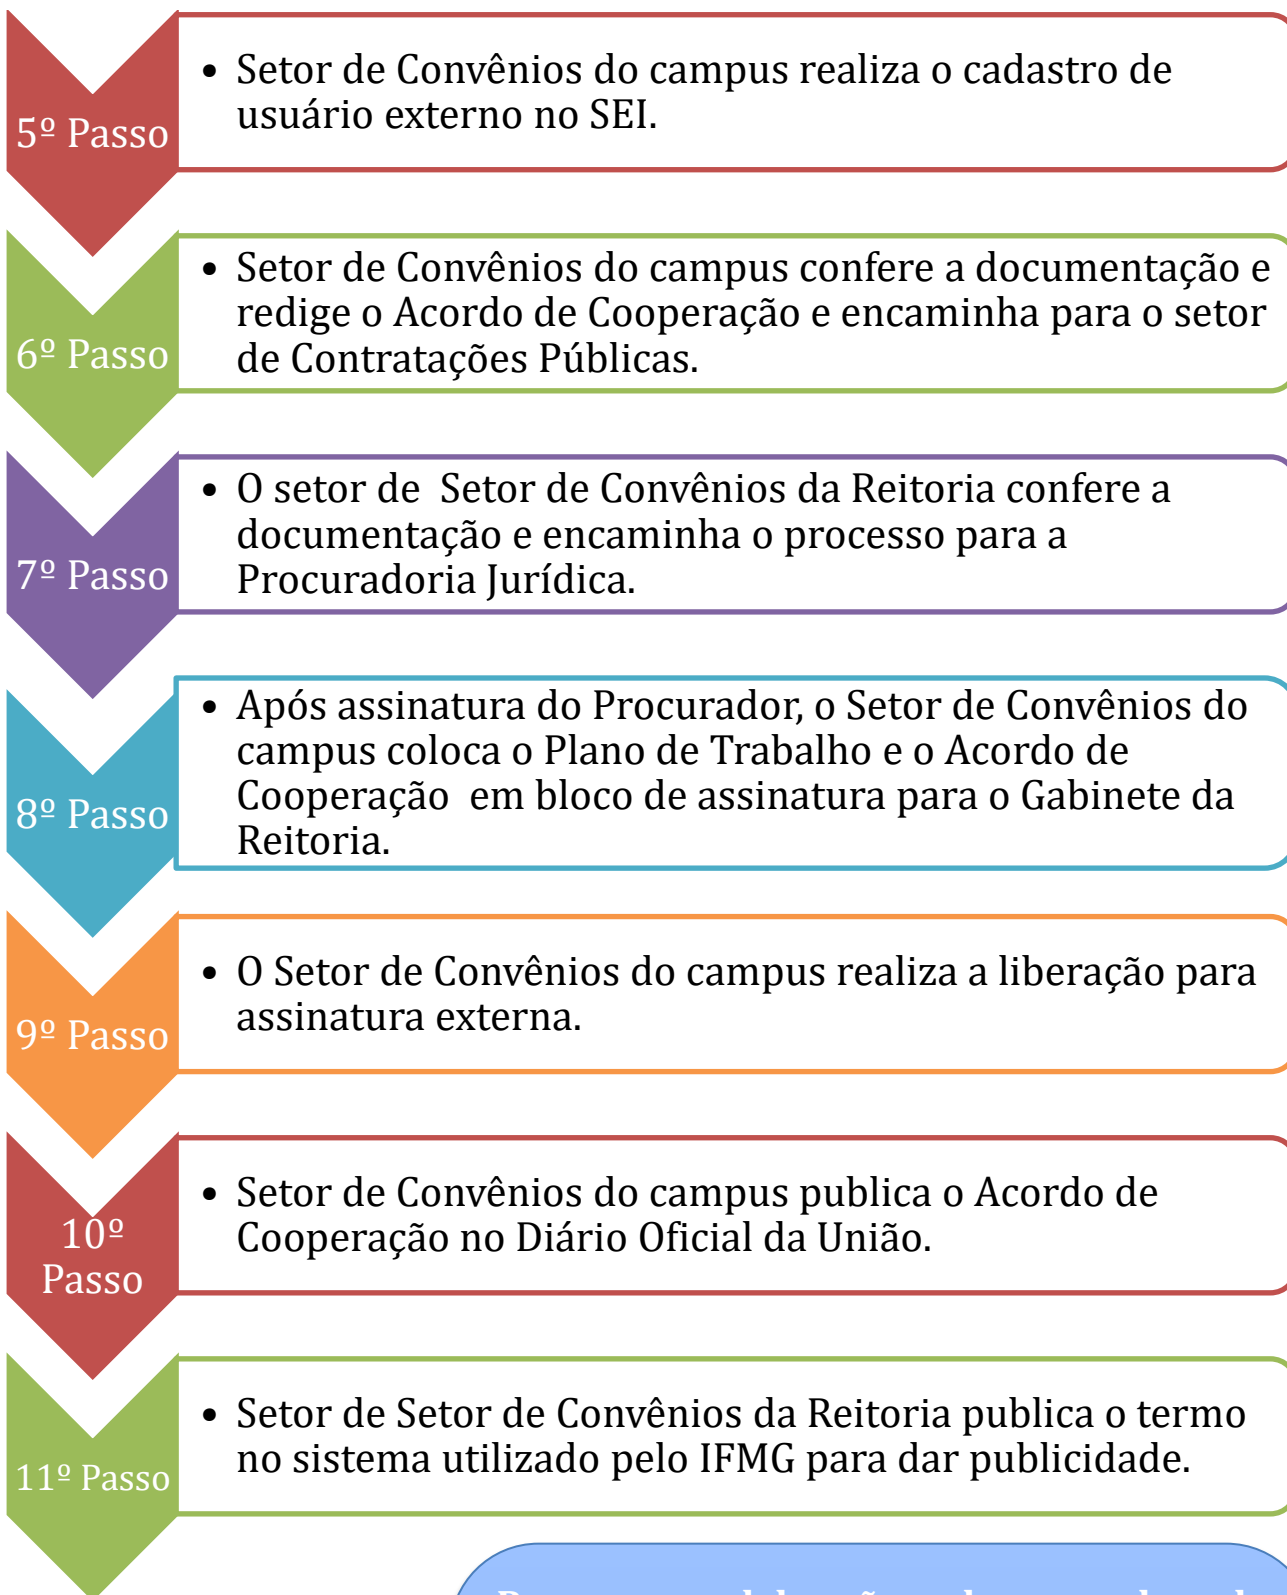 5º Passo
• Setor de Convênios do campus realiza o cadastro de
usuário externo no SEI.
6º Passo
• Setor de Convênios do campus confere a documentação e
redige o Acordo de Cooperação e encaminha para o setor
de Contratações Públicas.
7º Passo
• O setor de  Setor de Convênios da Reitoria confere a
documentação e encaminha o processo para a
Procuradoria Jurídica.
8º Passo
• Após assinatura do Procurador, o Setor de Convênios do
campus coloca o Plano de Trabalho e o Acordo de
Cooperação  em bloco de assinatura para o Gabinete da
Reitoria.
9º Passo
• O Setor de Convênios do campus realiza a liberação para
assinatura externa.
10º
Passo
• Setor de Convênios do campus publica o Acordo de
Cooperação no Diário Oficial da União.
11º Passo
• Setor de Setor de Convênios da Reitoria publica o termo
no sistema utilizado pelo IFMG para dar publicidade.